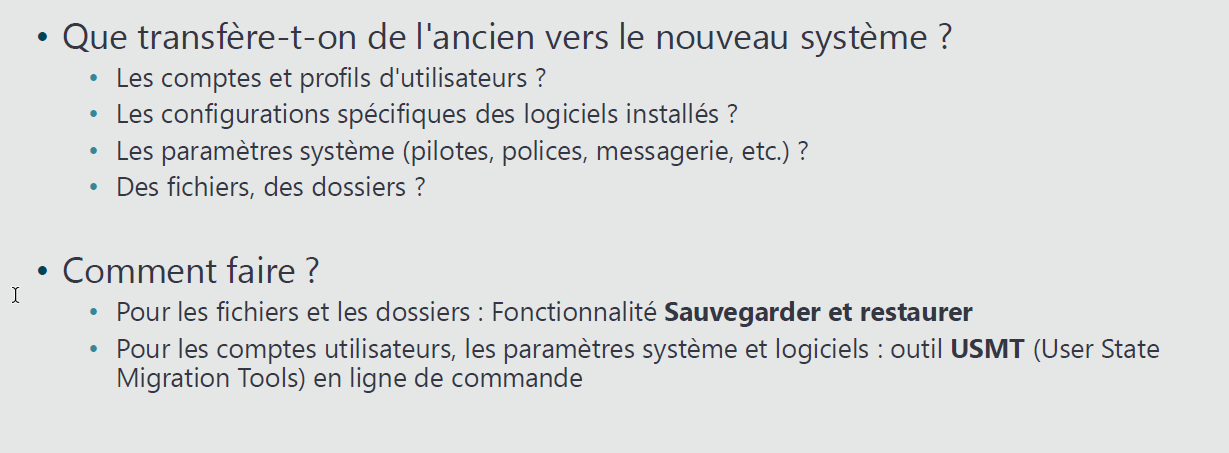 • Que transfère-t-on de l'ancien vers le nouveau système ?
• Les comptes et profils d'utilisateurs ?
• Les configurations spécifiques des logiciels installés ?
• Les paramètres système (pilotes, polices, messagerie, etc.) ?
• Des fichiers, des dossiers ?
• Comment faire ?
• Pour les fichiers et les dossiers : Fonctionnalité Sauvegarder et restaurer
• Pour les comptes utilisateurs, les paramètres système et logiciels : outil USMT (User State
Migration Tools) en ligne de commande